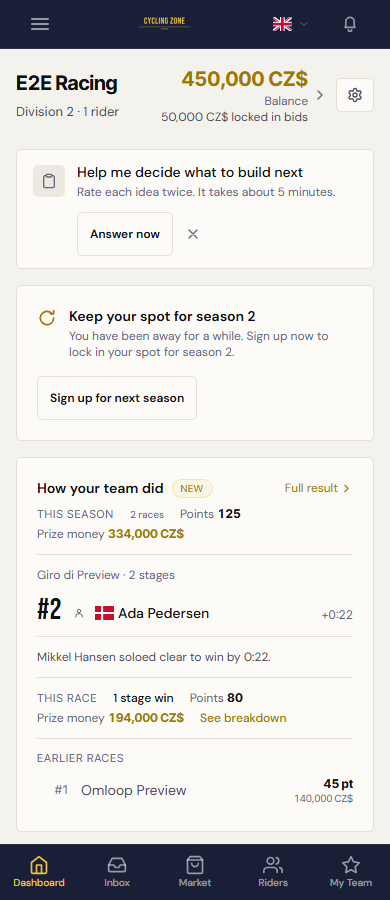 CYCLING ZONE
E2E Racing
Division 2 · 1 rider
450,000 CZ$
Balance
50,000 CZ$ locked in bids
Help me decide what to build next
Rate each idea twice. It takes about 5 minutes.
Answer now
Keep your spot for season 2
You have been away for a while. Sign up now to
lock in your spot for season 2.
Sign up for next season
How your team did NEW Full result
THIS SEASON 2 races Points 125
Prize money 334,000 CZ$
Giro di Preview · 2 stages
#2 Ada Pedersen +0:22
Mikkel Hansen soloed clear to win by 0:22.
THIS RACE 1 stage win Points 80
Prize money 194,000 CZ$ See breakdown
EARLIER RACES
#1 Omloop Preview 45 pt
140,000 CZ$
Dashboard Inbox Market Riders My Team